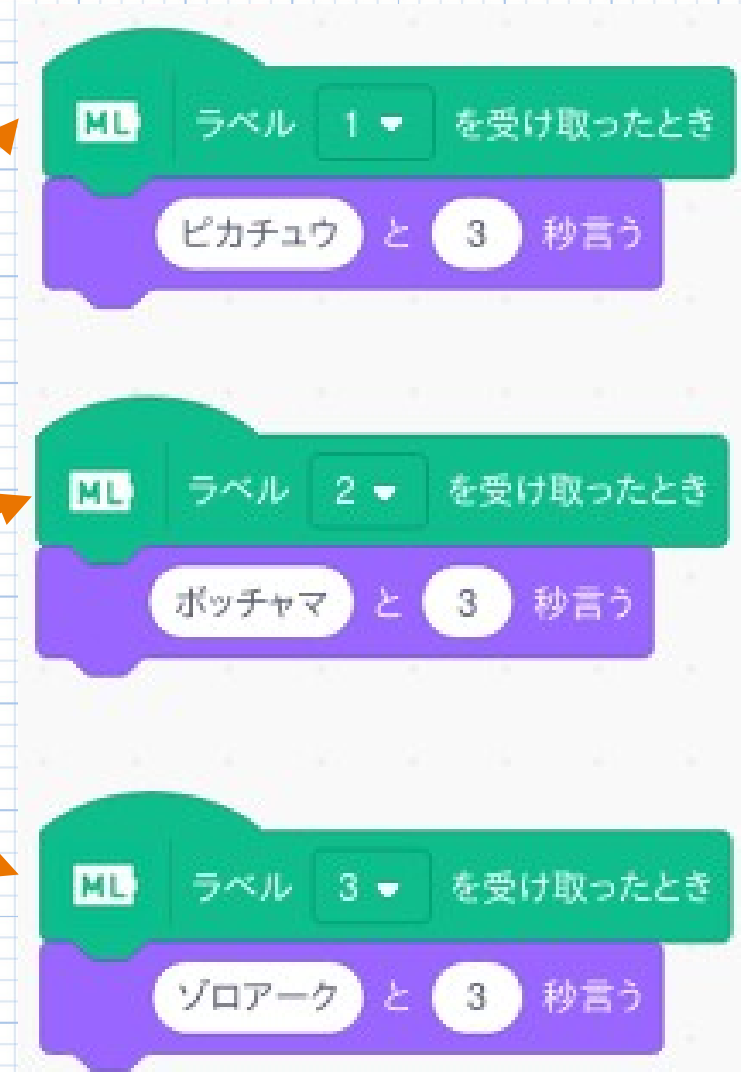 ML ラベル 1 を受け取ったとき
ピカチュウ と 3 秒言う
ML ラベル 2 を受け取ったとき
ポッチャマ と 3 秒言う
ML ラベル 3 を受け取ったとき
ゾロアーク と 3 秒言う